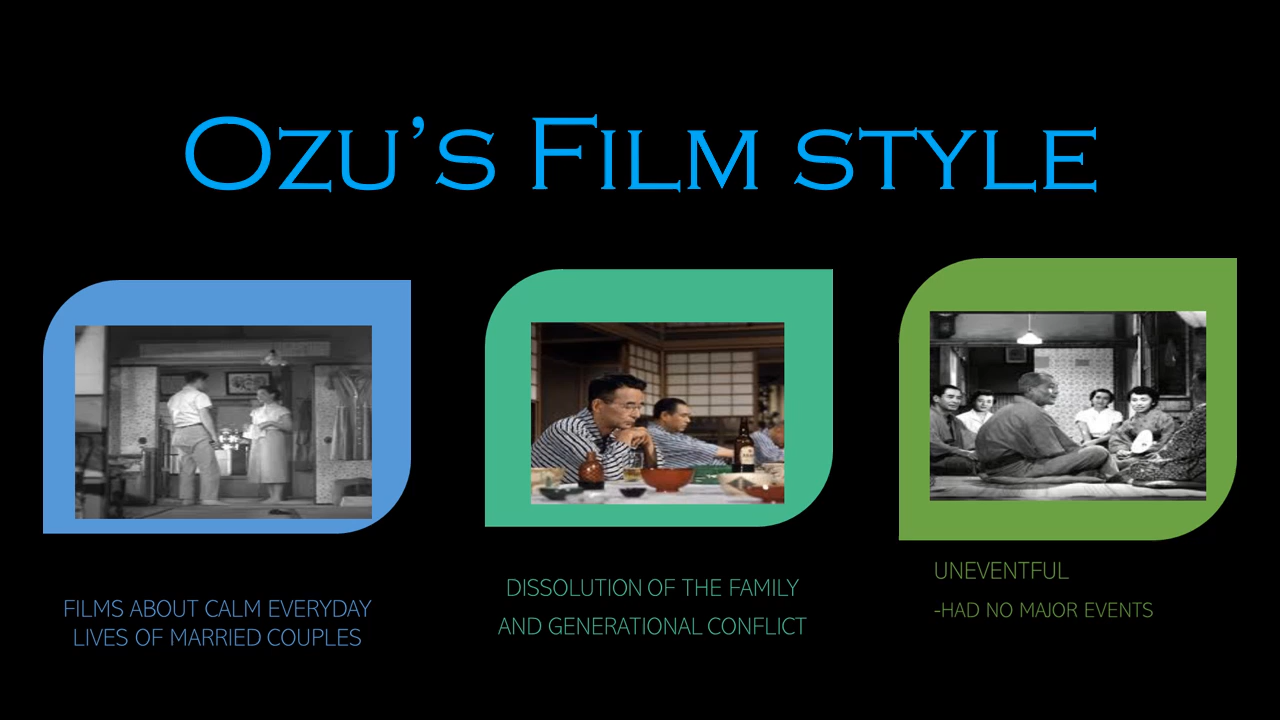 Ozu’s Film style
FILMS ABOUT CALM EVERYDAY
LIVES OF MARRIED COUPLES
DISSOLUTION OF THE FAMILY
AND GENERATIONAL CONFLICT
UNEVENTFUL
-HAD NO MAJOR EVENTS